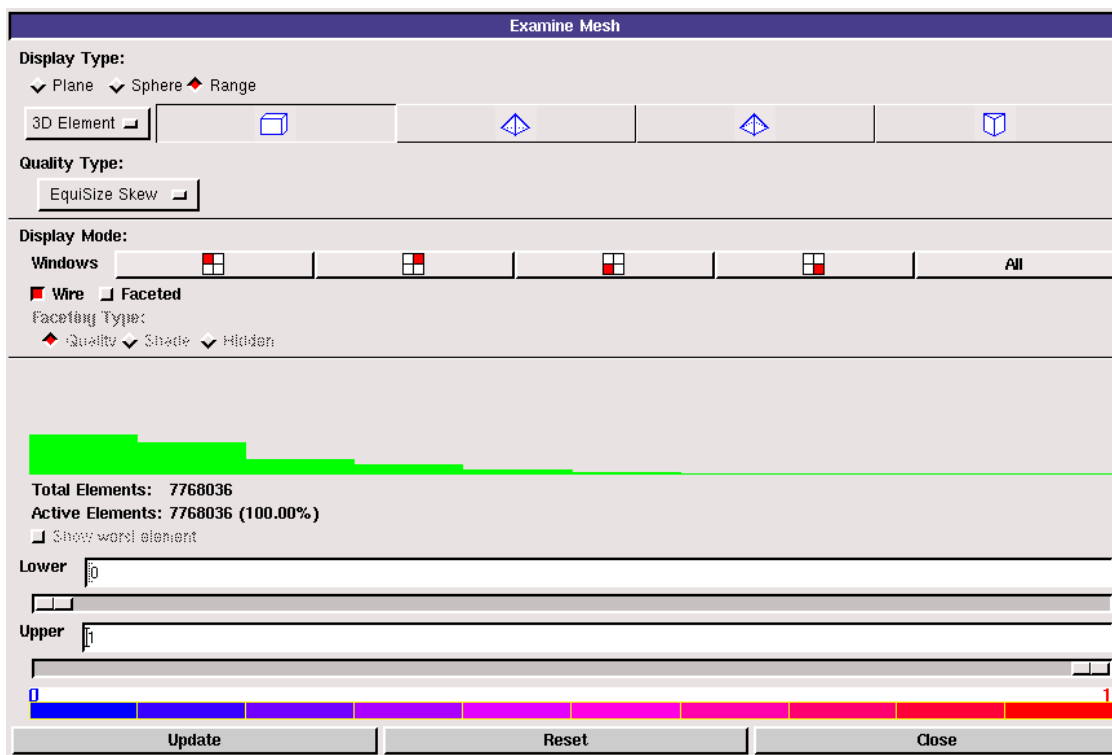 Examine Mesh
Display Type:
Plane Sphere Range
3D Element
Quality Type:
EquiSize Skew
Display Mode:
Windows All
Wire Faceted
Faceting Type:
Quality Shade Hidden
Total Elements: 7768036
Active Elements: 7768036 (100.00%)
Show worst element
Lower 0
Upper 1
0 1
Update Reset Close